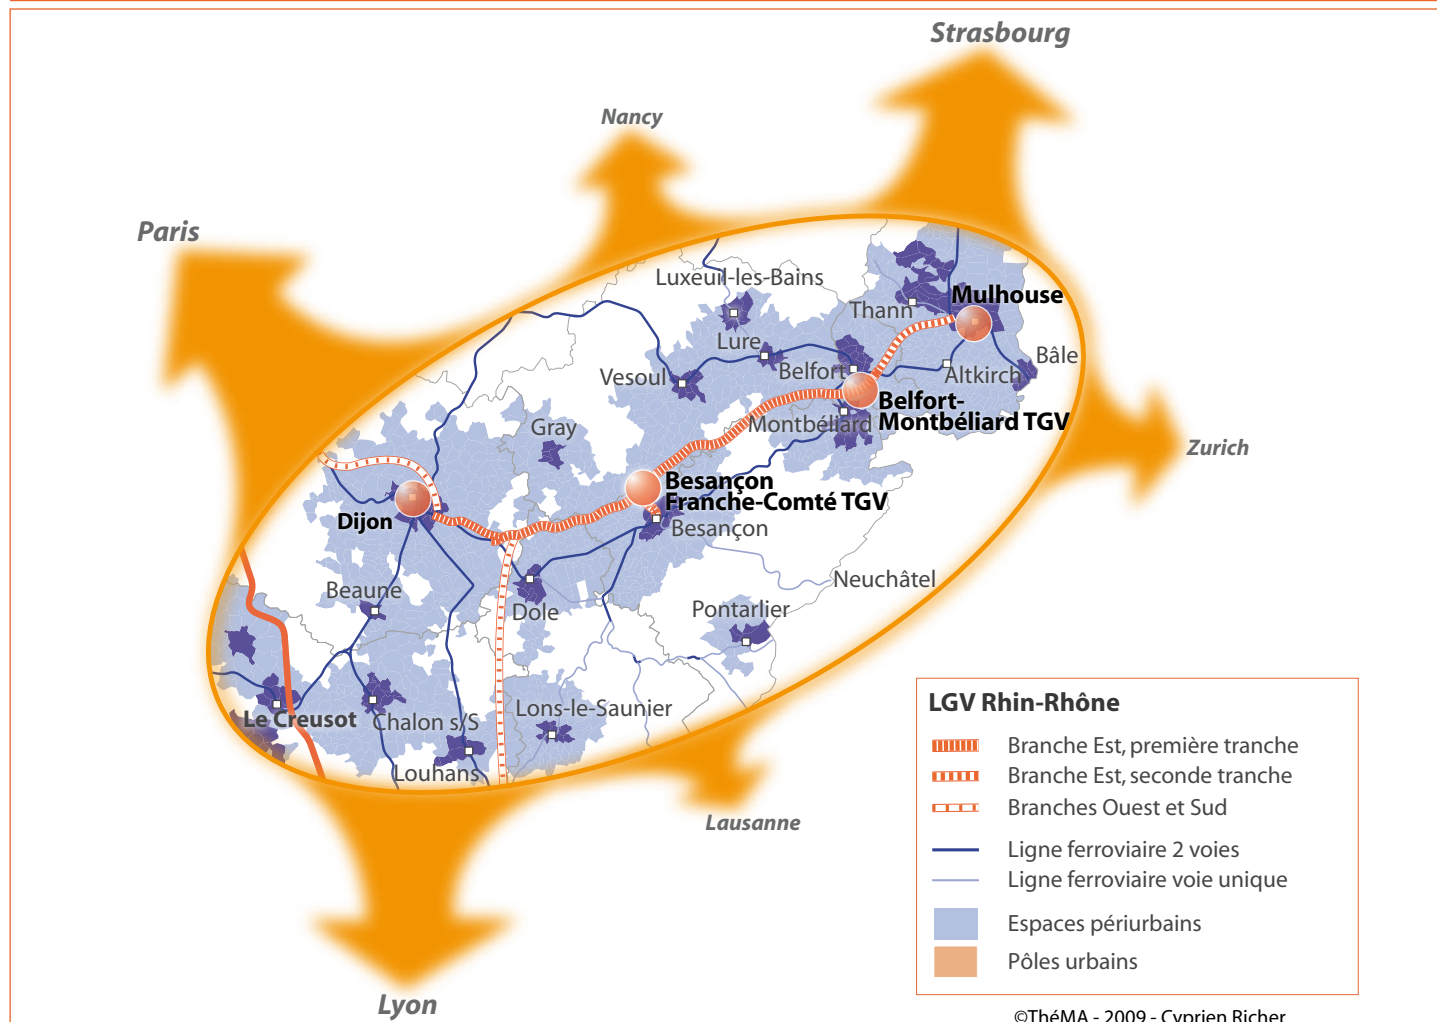 Strasbourg
Nancy
Paris
Luxeuil-les-Bains
Mulhouse
Thann
Lure
Bâle
Vesoul
Belfort
Altkirch
Belfort-
Montbéliard TGV
Montbéliard
Gray
Zurich
Besançon
Franche-Comté TGV
Dijon
Besançon
Neuchâtel
Beaune
Dole
Pontarlier
Lons-le-Saunier
Le Creusot
Chalon s/S
Louhans
Lausanne
Lyon
LGV Rhin-Rhône
Branche Est, première tranche
Branche Est, seconde tranche
Branches Ouest et Sud
Ligne ferroviaire 2 voies
Ligne ferroviaire voie unique
Espaces périurbains
Pôles urbains
©ThéMA - 2009 - Cyprien Richer